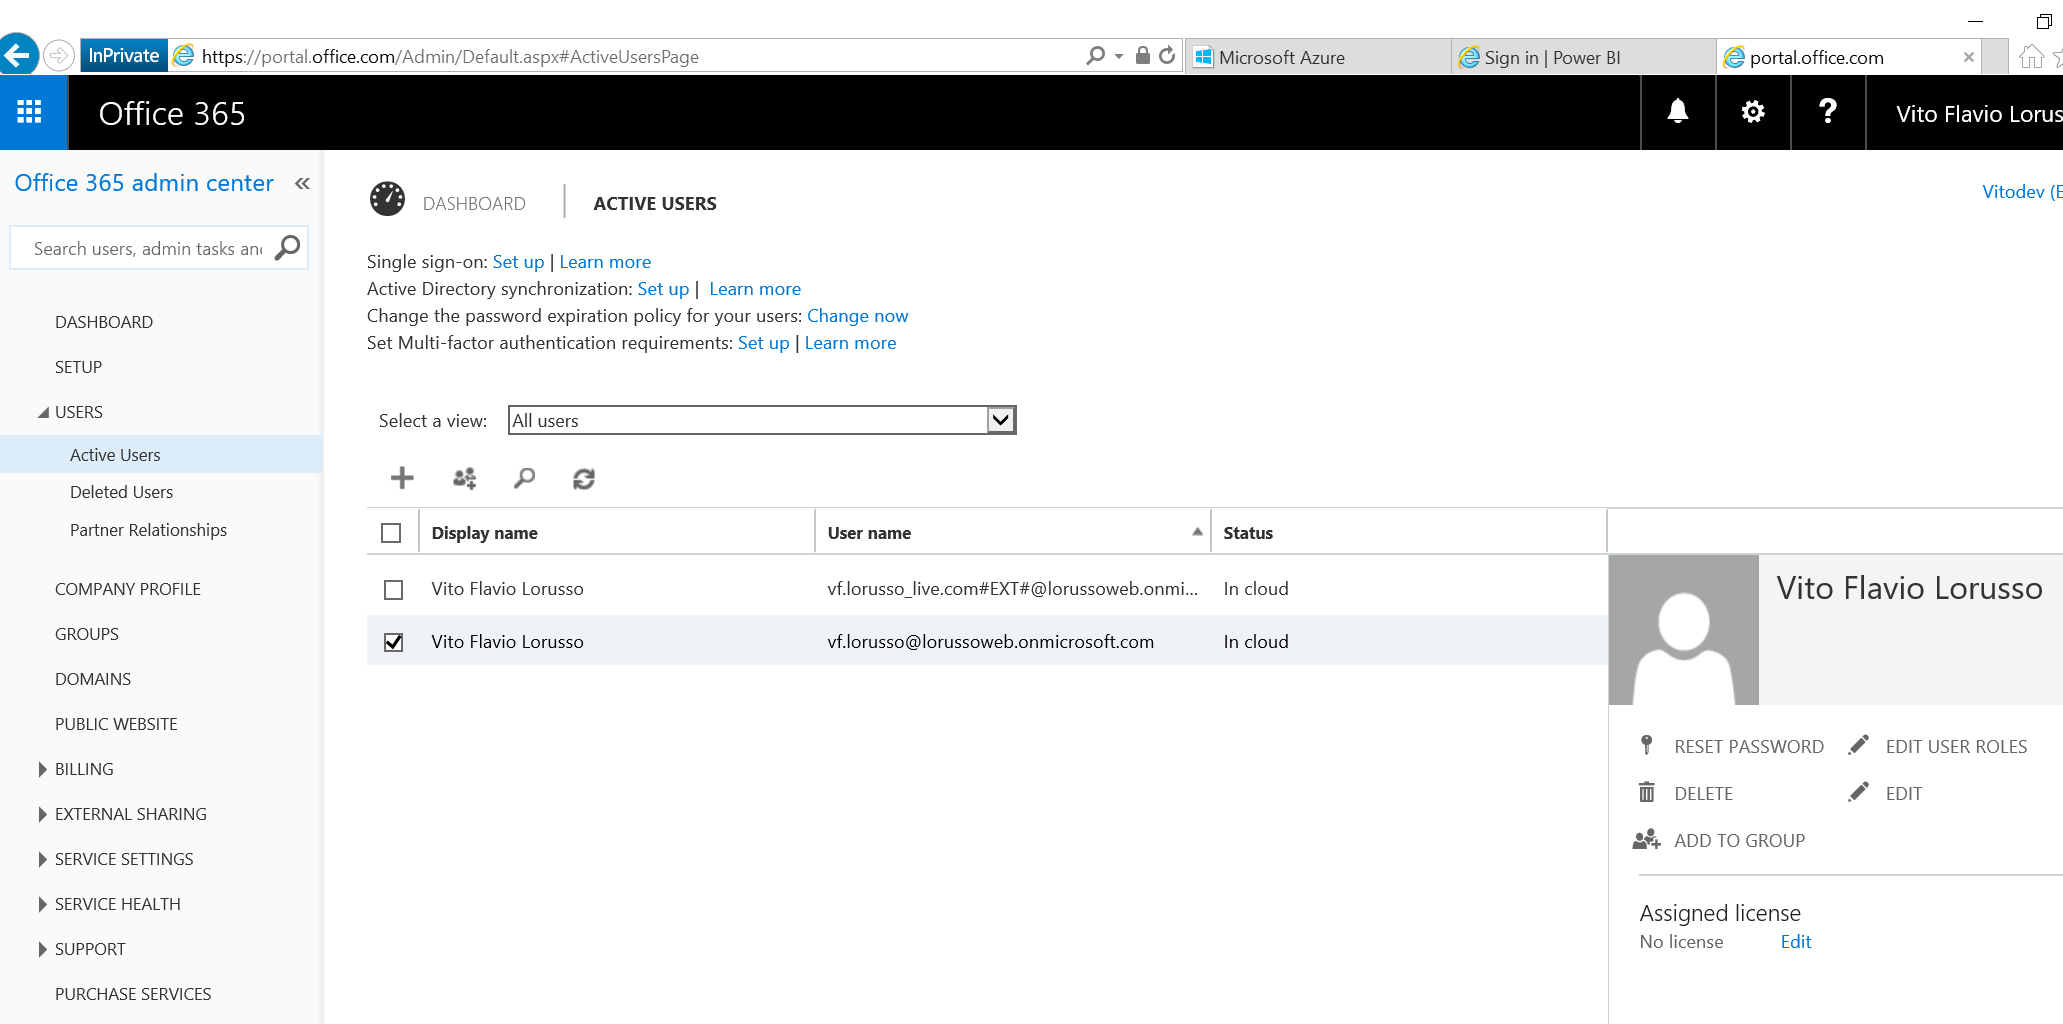 InPrivate https://portal.office.com/Admin/Default.aspx#ActiveUsersPage Microsoft Azure Sign in | Power BI portal.office.com
Office 365 ? Vito Flavio Lorus
Office 365 admin center «
Search users, admin tasks and
DASHBOARD
SETUP
USERS
Active Users
Deleted Users
Partner Relationships
COMPANY PROFILE
GROUPS
DOMAINS
PUBLIC WEBSITE
BILLING
EXTERNAL SHARING
SERVICE SETTINGS
SERVICE HEALTH
SUPPORT
PURCHASE SERVICES
DASHBOARD | ACTIVE USERS
Vitodev (E
Single sign-on: Set up | Learn more
Active Directory synchronization: Set up | Learn more
Change the password expiration policy for your users: Change now
Set Multi-factor authentication requirements: Set up | Learn more
Select a view: All users
Display name User name Status
Vito Flavio Lorusso vf.lorusso_live.com#EXT#@lorussoweb.onmi... In cloud
Vito Flavio Lorusso vf.lorusso@lorussoweb.onmicrosoft.com In cloud
Vito Flavio Lorusso
RESET PASSWORD EDIT USER ROLES
DELETE EDIT
ADD TO GROUP
Assigned license
No license Edit